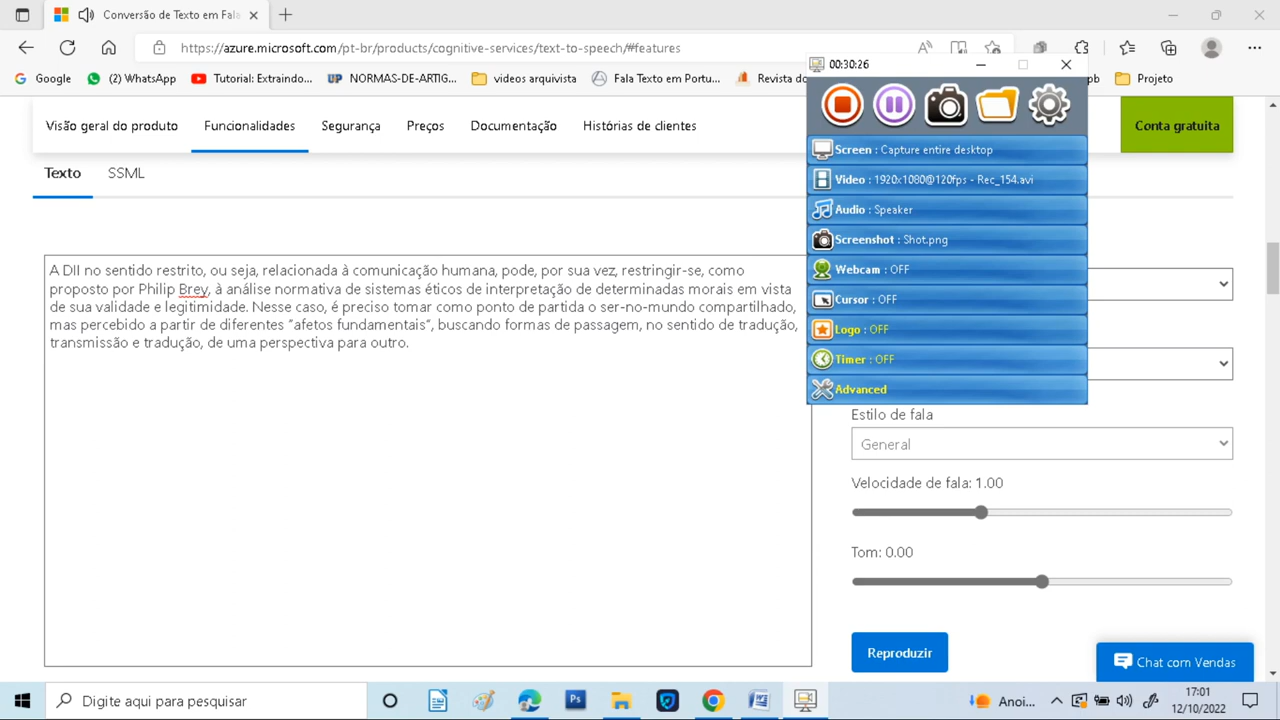 Conversão de Texto em Fala
https://azure.microsoft.com/pt-br/products/cognitive-services/text-to-speech/#features
Google
(2) WhatsApp
Tutorial: Extraindo...
UP NORMAS-DE-ARTIG...
videos arquivista
Fala Texto em Portu...
Revista do
pb
Projeto
00:30:26
Visão geral do produto
Funcionalidades
Segurança
Preços
Documentação
Histórias de clientes
Conta gratuita
Texto
SSML
Screen : Capture entire desktop
Video : 1920x1080@120fps - Rec_154.avi
Audio : Speaker
Screenshot : Shot.png
Webcam : OFF
Cursor : OFF
Logo : OFF
Timer : OFF
Advanced
A DII no sentido restrito, ou seja, relacionada à comunicação humana, pode, por sua vez, restringir-se, como
proposto por Philip Brey, à análise normativa de sistemas éticos de interpretação de determinadas morais em vista
de sua validade e legitimidade. Nesse caso, é preciso tomar como ponto de partida o ser-no-mundo compartilhado,
mas percebido a partir de diferentes “afetos fundamentais“, buscando formas de passagem, no sentido de tradução,
transmissão e tradução, de uma perspectiva para outro.
Estilo de fala
General
Velocidade de fala: 1.00
Tom: 0.00
Reproduzir
Chat com Vendas
Digite aqui para pesquisar
Ps
Anoi...
17:01
12/10/2022